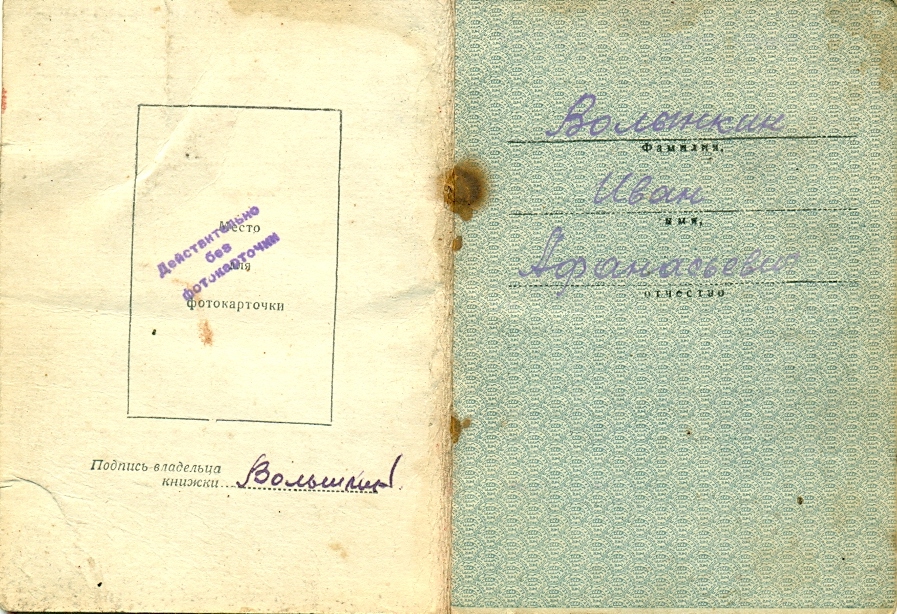 Место
для
фотокарточки
Действительно
без
фотокарточки
Подпись владельца
книжки Волынкин
Волынкин
Фамилия,
Иван
имя,
Афанасьевич
отчество